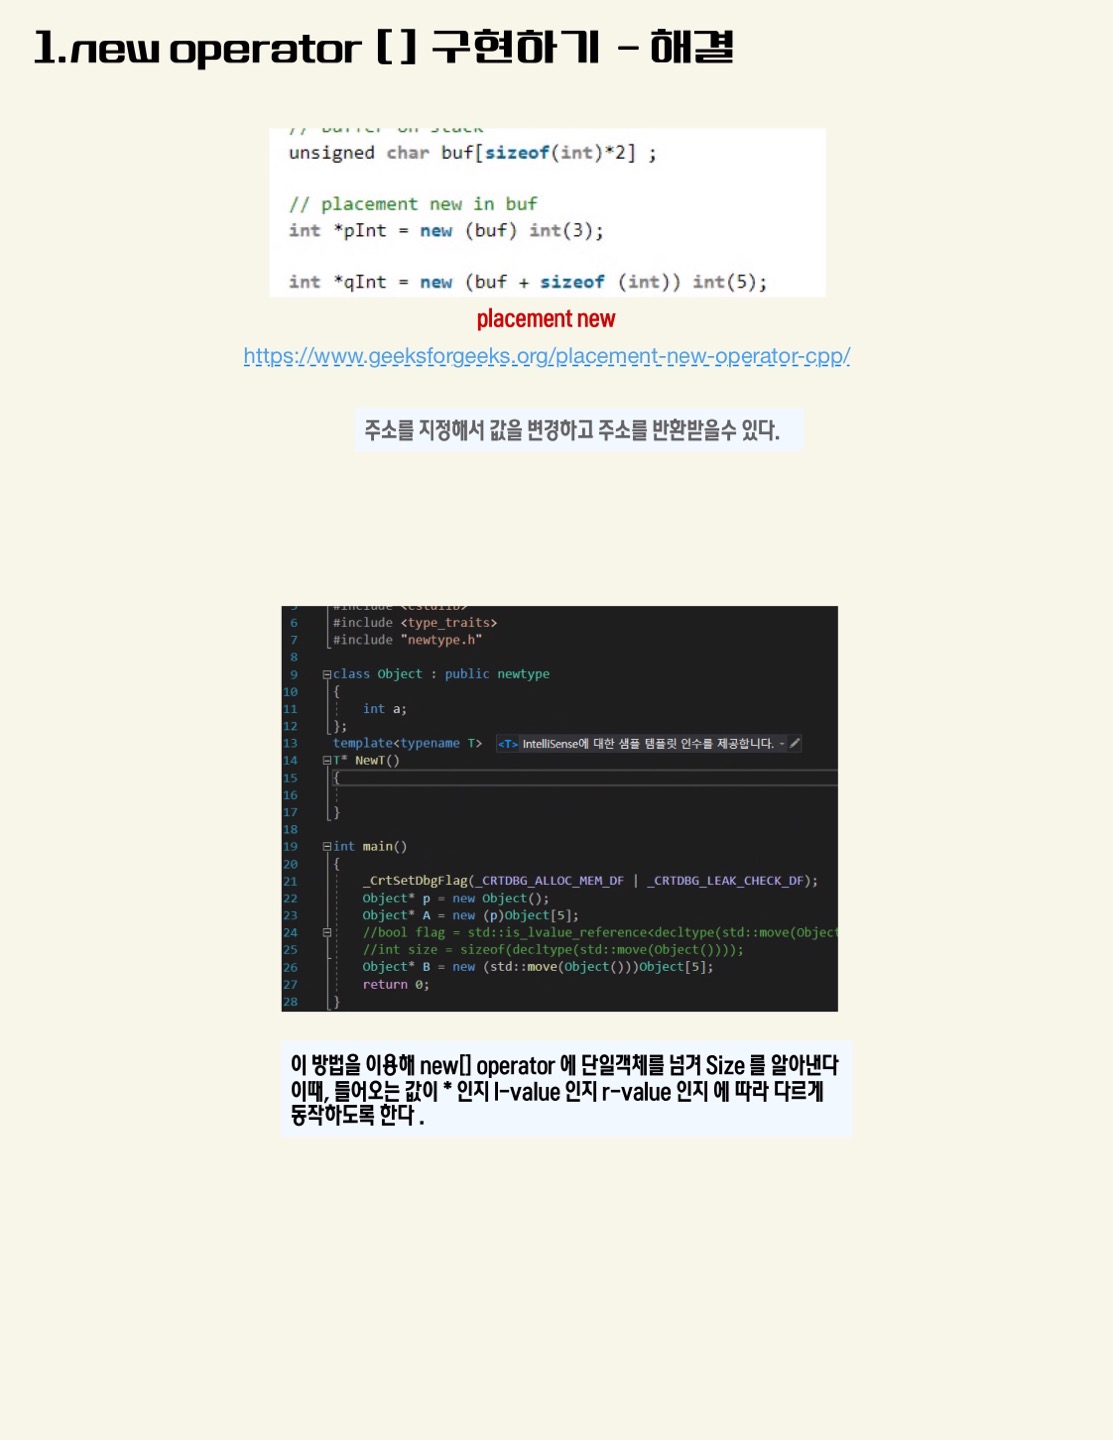 1.new operator [ ] 구현하기 - 해결
// buffer on stack
unsigned char buf[sizeof(int)*2] ;
// placement new in buf
int *pInt = new (buf) int(3);
int *qInt = new (buf + sizeof (int)) int(5);
placement new
https://www.geeksforgeeks.org/placement-new-operator-cpp/
주소를 지정해서 값을 변경하고 주소를 반환받을수 있다.
5 #include <cstdlib>
6 #include <type_traits>
7 #include "newtype.h"
8
9 class Object : public newtype
10 {
11 int a;
12 };
13 template<typename T> <T> IntelliSense에 대한 샘플 템플릿 인수를 제공합니다.
14 T* NewT()
15 {
16
17 }
18
19 int main()
20 {
21 _CrtSetDbgFlag(_CRTDBG_ALLOC_MEM_DF | _CRTDBG_LEAK_CHECK_DF);
22 Object* p = new Object();
23 Object* A = new (p)Object[5];
24 //bool flag = std::is_lvalue_reference<decltype(std::move(Object
25 //int size = sizeof(decltype(std::move(Object())));
26 Object* B = new (std::move(Object()))Object[5];
27 return 0;
28 }
이 방법을 이용해 new[] operator 에 단일객체를 넘겨 Size 를 알아낸다
이때, 들어오는 값이 * 인지 l-value 인지 r-value 인지 에 따라 다르게
동작하도록 한다 .